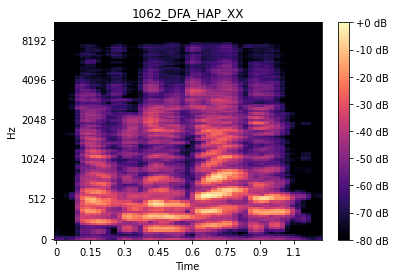 1062_DFA_HAP_XX
+0 dB
8192
-10 dB
4096
-20 dB
-30 dB
2048
Hz
-40 dB
1024
-50 dB
512
-60 dB
-70 dB
0
-80 dB
0 0.15 0.3 0.45 0.6 0.75 0.9 1.1
Time